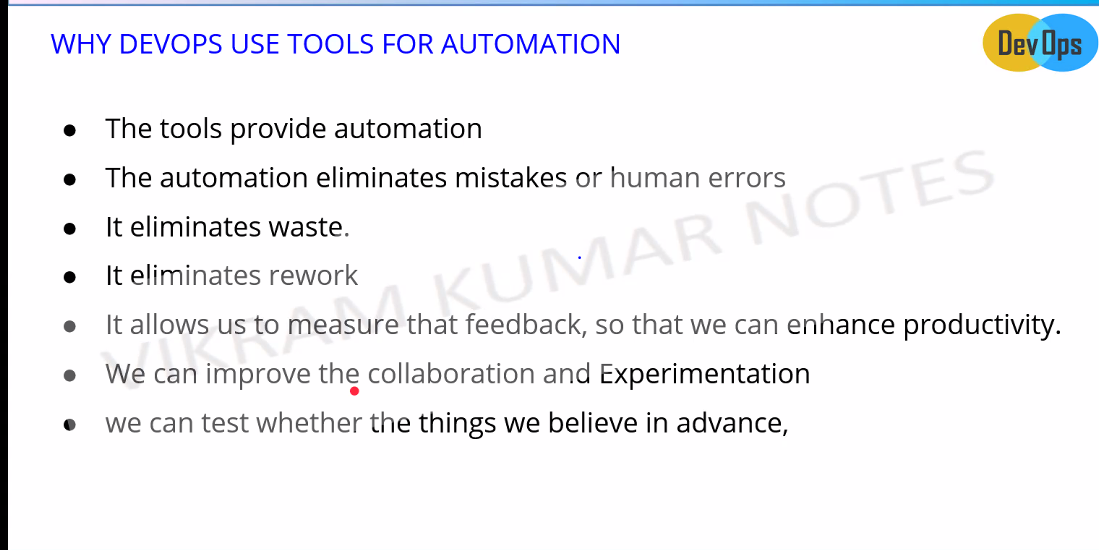 WHY DEVOPS USE TOOLS FOR AUTOMATION
DevOps
● The tools provide automation
● The automation eliminates mistakes or human errors
● It eliminates waste.
● It eliminates rework
● It allows us to measure that feedback, so that we can enhance productivity.
● We can improve the collaboration and Experimentation
● we can test whether the things we believe in advance,
VIKRAM KUMAR NOTES